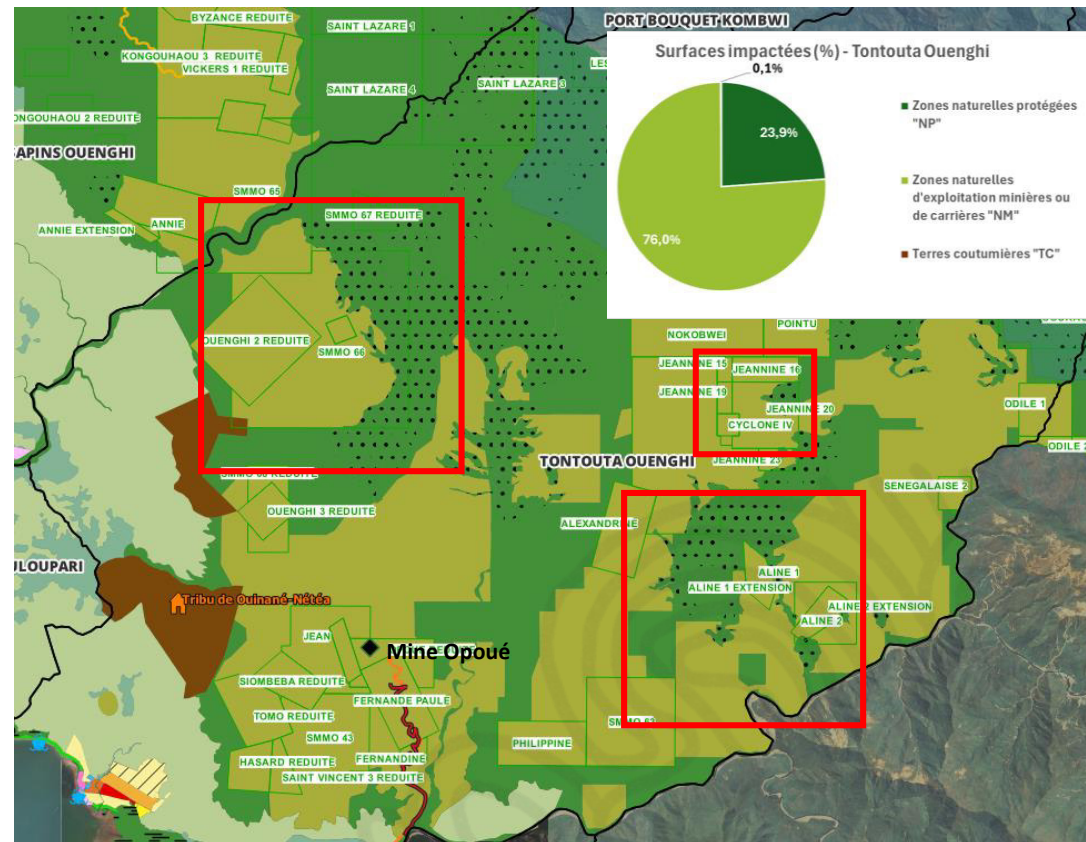 BYZANCE REDUITE
SAINT LAZARE 1
PORT BOUQUET KOMBWI
KONGOUHAOU 3 REDUITE
VICKERS 1 REDUITE
LES
SAINT LAZARE 4
SAINT LAZARE 3
ONGOUHAOU 2 REDUITE
SAPINS OUENGHI
Surfaces impactées (%) - Tontouta Ouenghi
0,1%
23,9%
76,0%
Zones naturelles protégées
"NP"
Zones naturelles
d'exploitation minières ou
de carrières "NM"
Terres coutumières "TC"
SMMO 65
ANNIE
ANNIE EXTENSION
SMMO 67 REDUITE
OUENGHI 2 REDUITE
SMMO 66
NOKOBWEI
POINTU
JEANNINE 15
JEANNINE 16
JEANNINE 19
JEANNINE 20
CYCLONE IV
JEANNINE 23
ODILE 1
ODILE 2
TONTOUTA OUENGHI
SENEGALAISE 2
REDUITE
OUENGHI 3 REDUITE
ALEXANDRINE
ULOUPARI
ALINE 1
ALINE 1 EXTENSION
ALINE 2 EXTENSION
ALINE 2
Tribu de Ouinané-Nétéa
JEAN
Mine Opoué
SIOMBEBA REDUITE
FERNANDE PAULE
TOMO REDUITE
SMMO 43
SMMO 63
PHILIPPINE
HASARD REDUITE
FERNANDINE
SAINT VINCENT 3 REDUITE